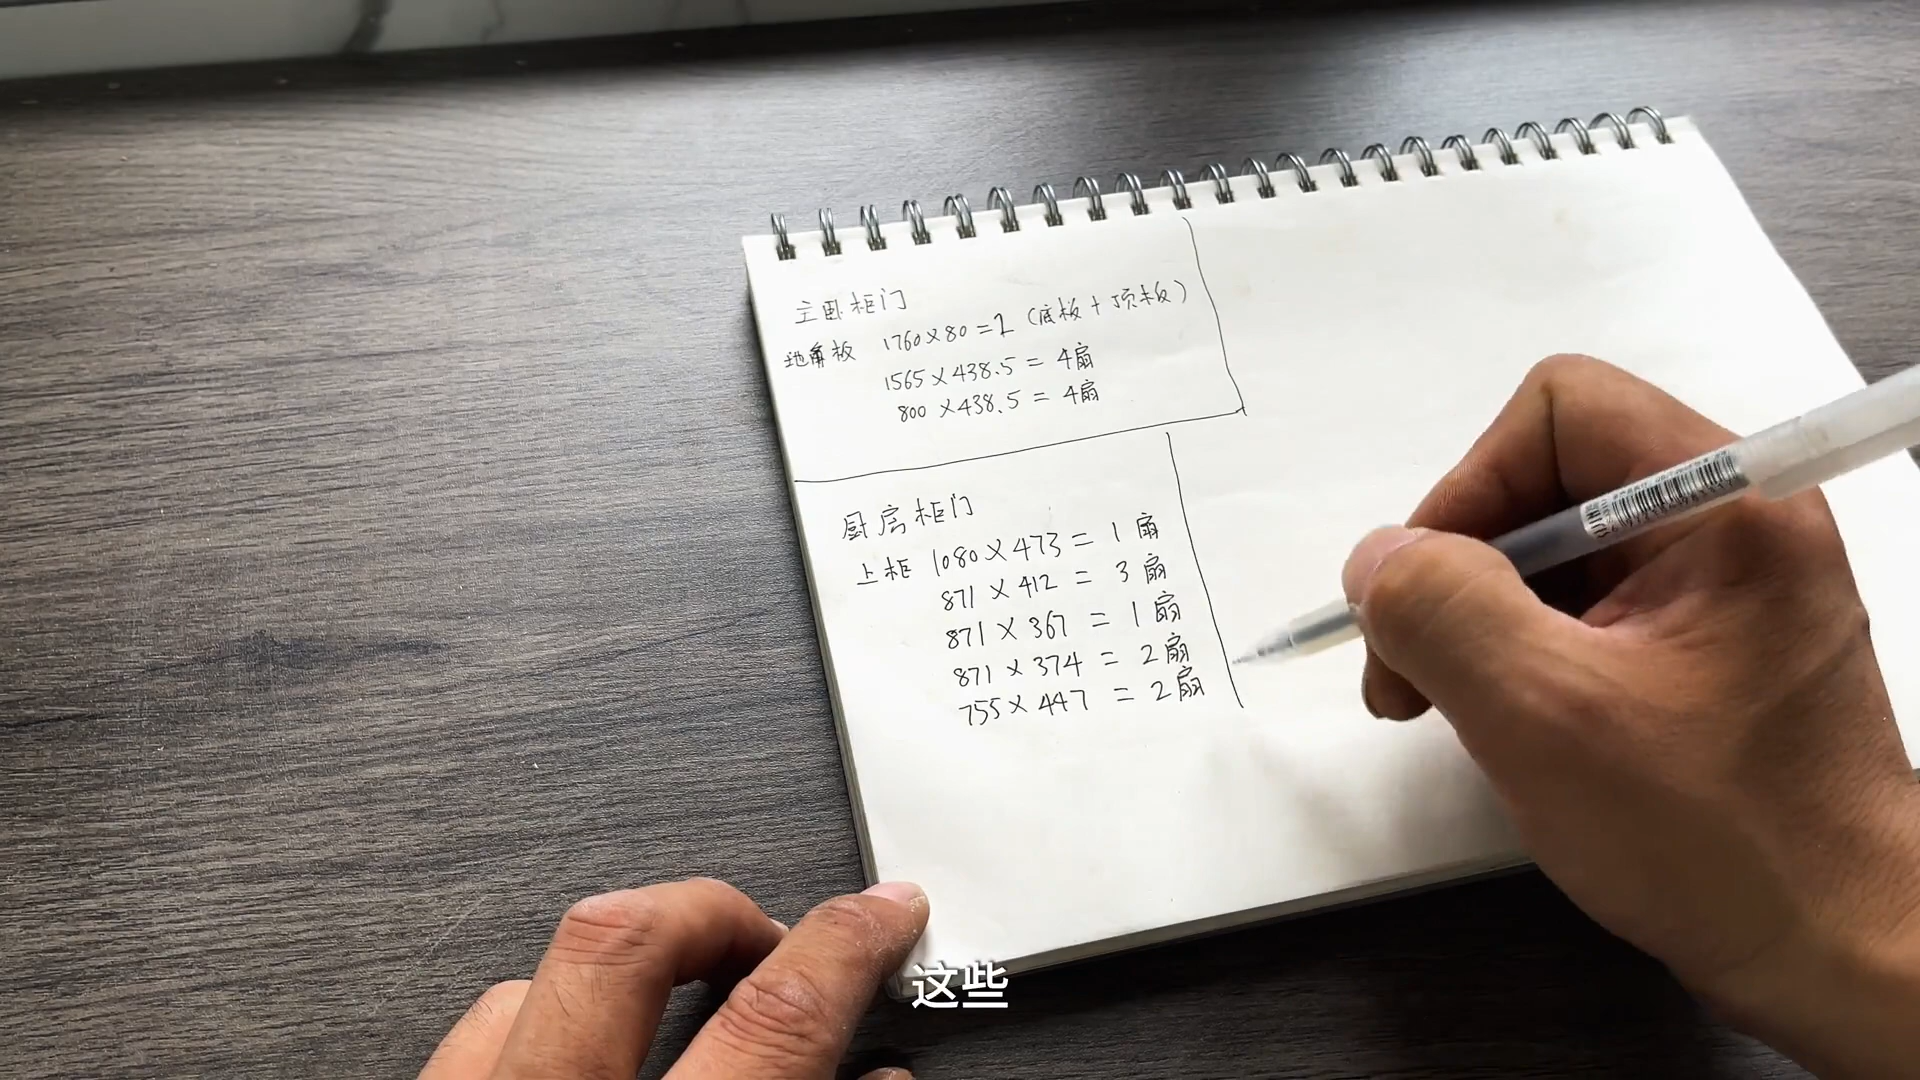 主卧柜门
地角板 1760×80=2 (底板+顶板)
1565×438.5=4扇
800×438.5=4扇
厨房柜门
上柜 1080×473=1扇
871×412=3扇
871×367=1扇
871×374=2扇
755×447=2扇
这些